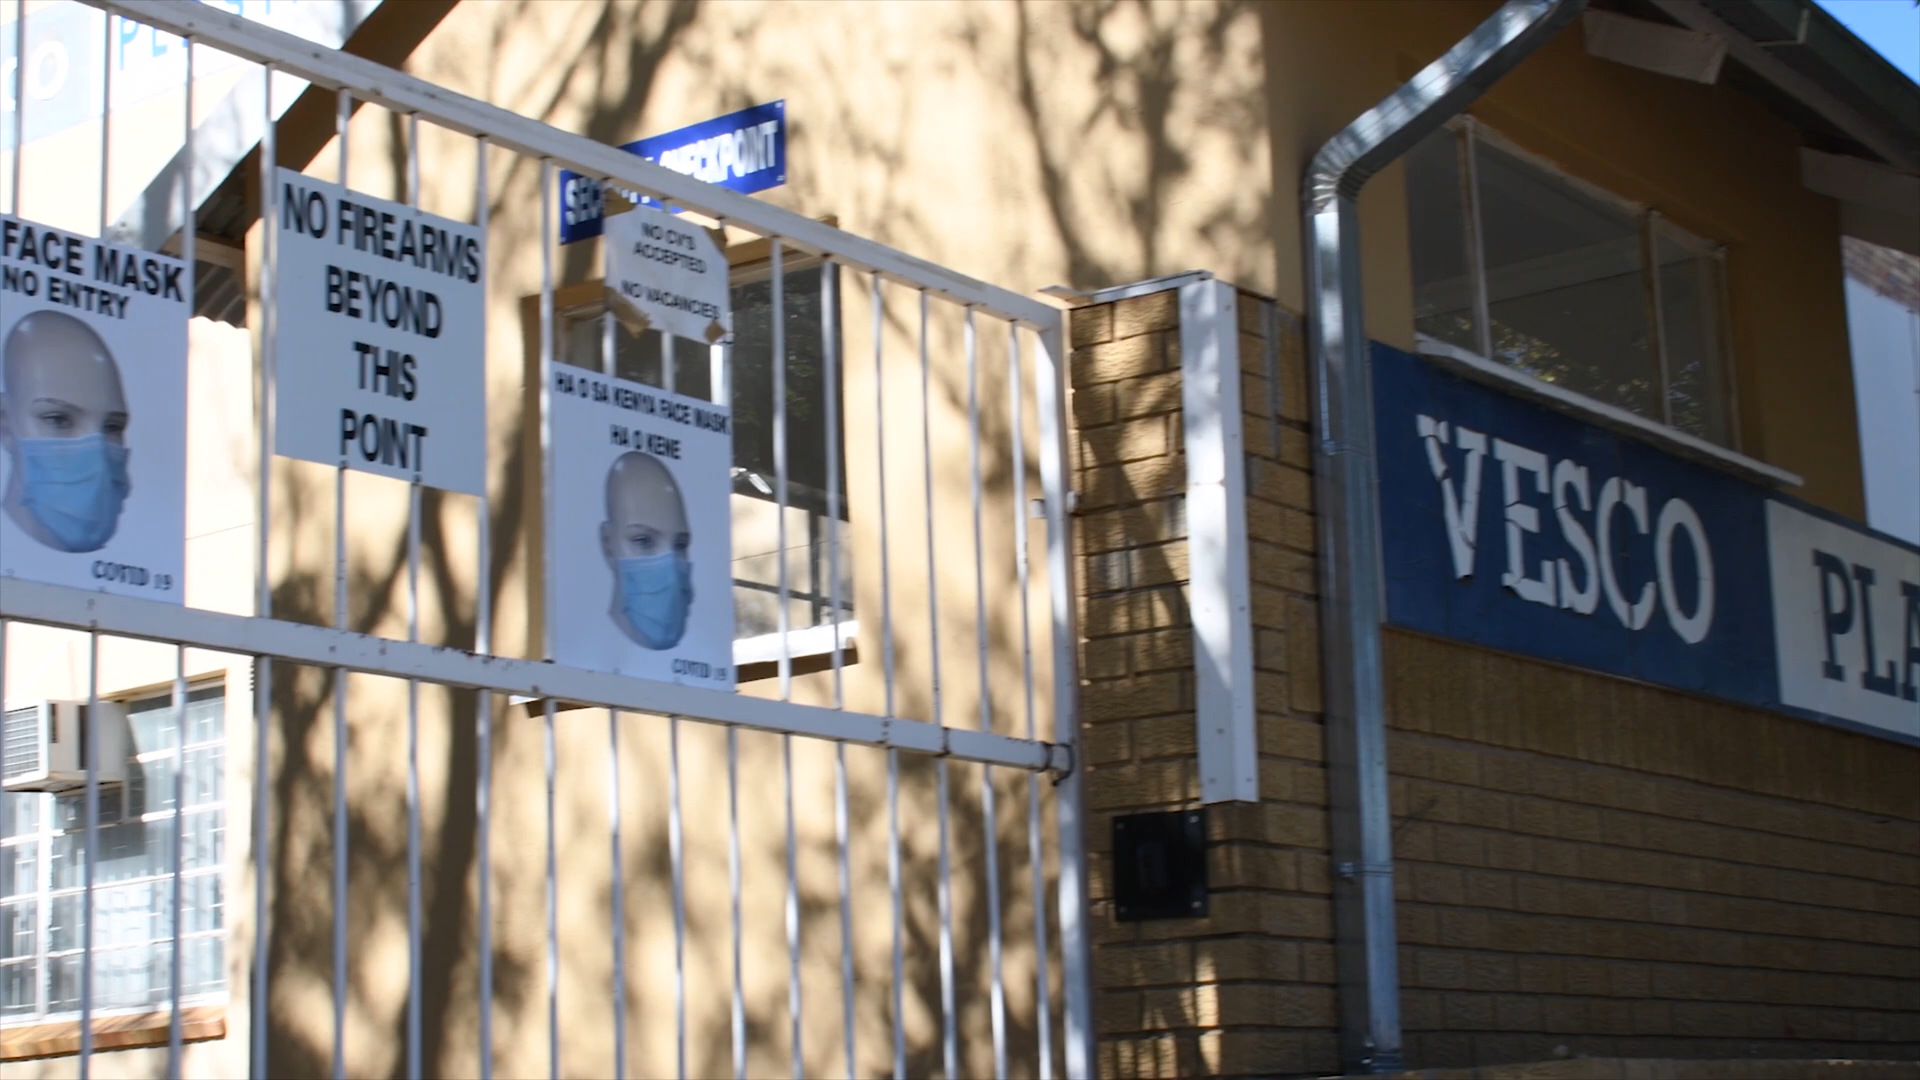 FACE MASK
NO ENTRY
COVID 19
NO FIREARMS
BEYOND
THIS
POINT
CHECKPOINT
NO CV'S
ACCEPTED
NO VACANCIES
HA O SA KENYA FACE MASK
HA O KENE
COVID 19
VESCO
PLA